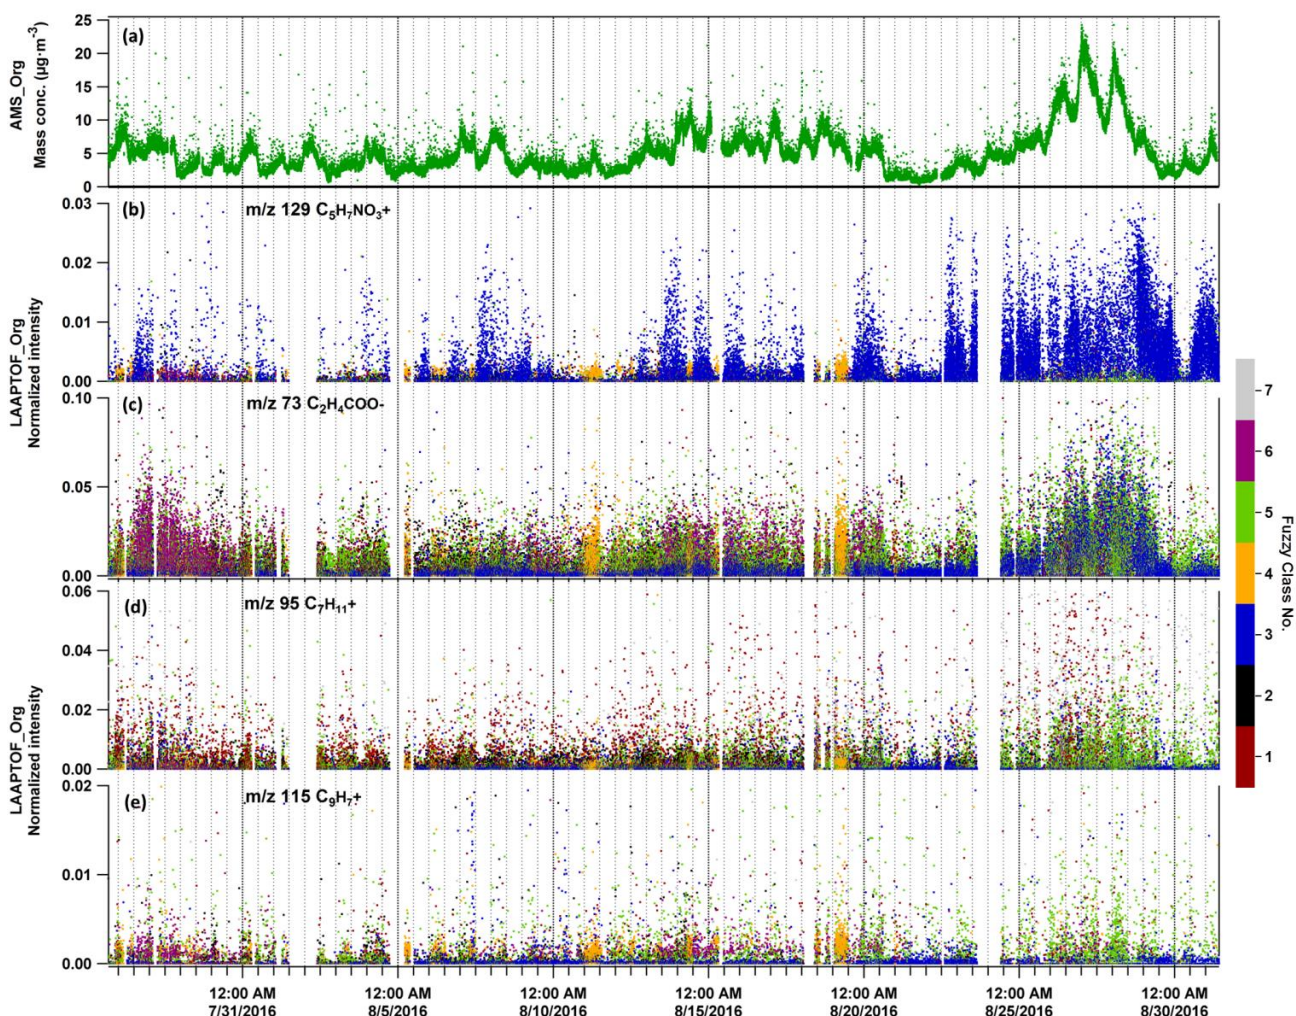 (a)
AMS_Org
Mass conc. (µg·m⁻³)
25
20
15
10
5
0
(b)
m/z 129 C₅H₇NO₃+
0.03
0.02
0.01
0.00
LAAPTOF_Org
Normalized intensity
(c)
m/z 73 C₂H₄COO-
0.10
0.05
0.00
(d)
m/z 95 C₇H₁₁+
0.06
0.04
0.02
0.00
LAAPTOF_Org
Normalized intensity
(e)
m/z 115 C₉H₇+
0.02
0.01
0.00
12:00 AM 12:00 AM 12:00 AM 12:00 AM 12:00 AM 12:00 AM 12:00 AM
7/31/2016 8/5/2016 8/10/2016 8/15/2016 8/20/2016 8/25/2016 8/30/2016
7
6
5
4
3
2
1
Fuzzy Class No.